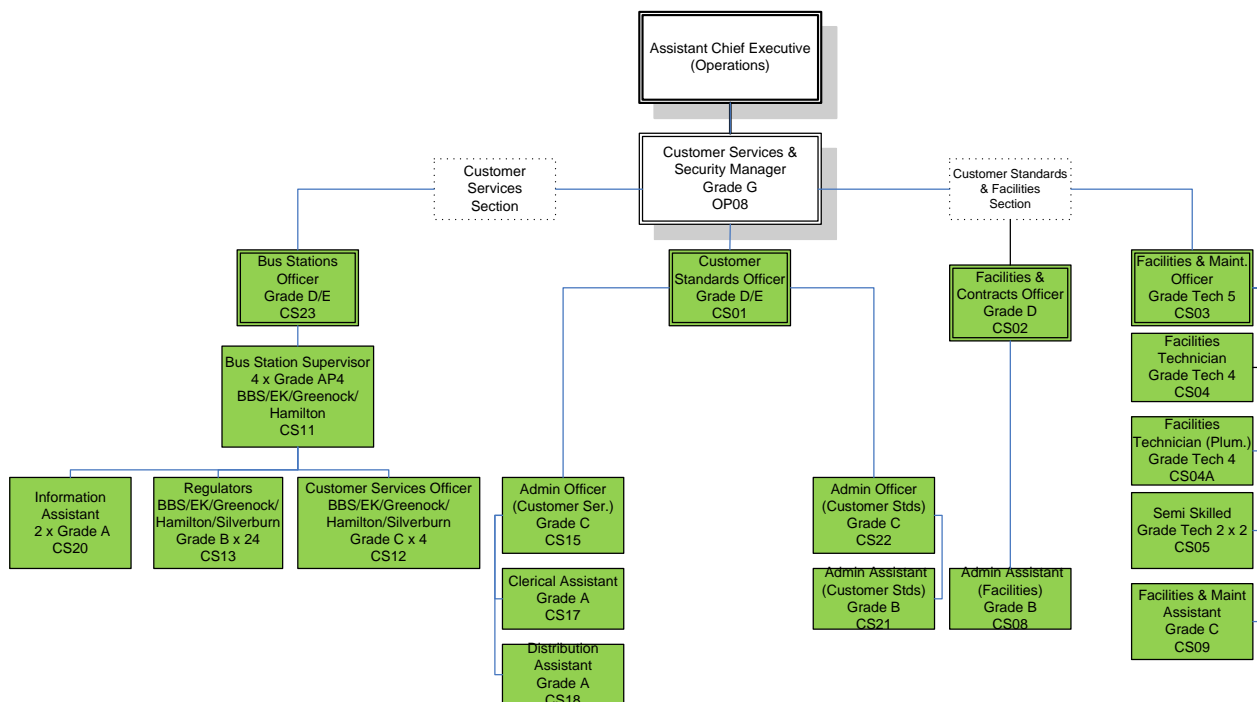 Assistant Chief Executive
(Operations)
Customer Services &
Security Manager
Grade G
OP08
Customer
Services
Section
Customer Standards
& Facilities
Section
Bus Stations
Officer
Grade D/E
CS23
Customer
Standards Officer
Grade D/E
CS01
Facilities &
Contracts Officer
Grade D
CS02
Facilities & Maint.
Officer
Grade Tech 5
CS03
Bus Station Supervisor
4 x Grade AP4
BBS/EK/Greenock/
Hamilton
CS11
Facilities
Technician
Grade Tech 4
CS04
Facilities
Technician (Plum.)
Grade Tech 4
CS04A
Information
Assistant
2 x Grade A
CS20
Regulators
BBS/EK/Greenock/
Hamilton/Silverburn
Grade B x 24
CS13
Customer Services Officer
BBS/EK/Greenock/
Hamilton/Silverburn
Grade C x 4
CS12
Admin Officer
(Customer Ser.)
Grade C
CS15
Admin Officer
(Customer Stds)
Grade C
CS22
Semi Skilled
Grade Tech 2 x 2
CS05
Clerical Assistant
Grade A
CS17
Admin Assistant
(Customer Stds)
Grade B
CS21
Admin Assistant
(Facilities)
Grade B
CS08
Facilities & Maint
Assistant
Grade C
CS09
Distribution
Assistant
Grade A
CS18